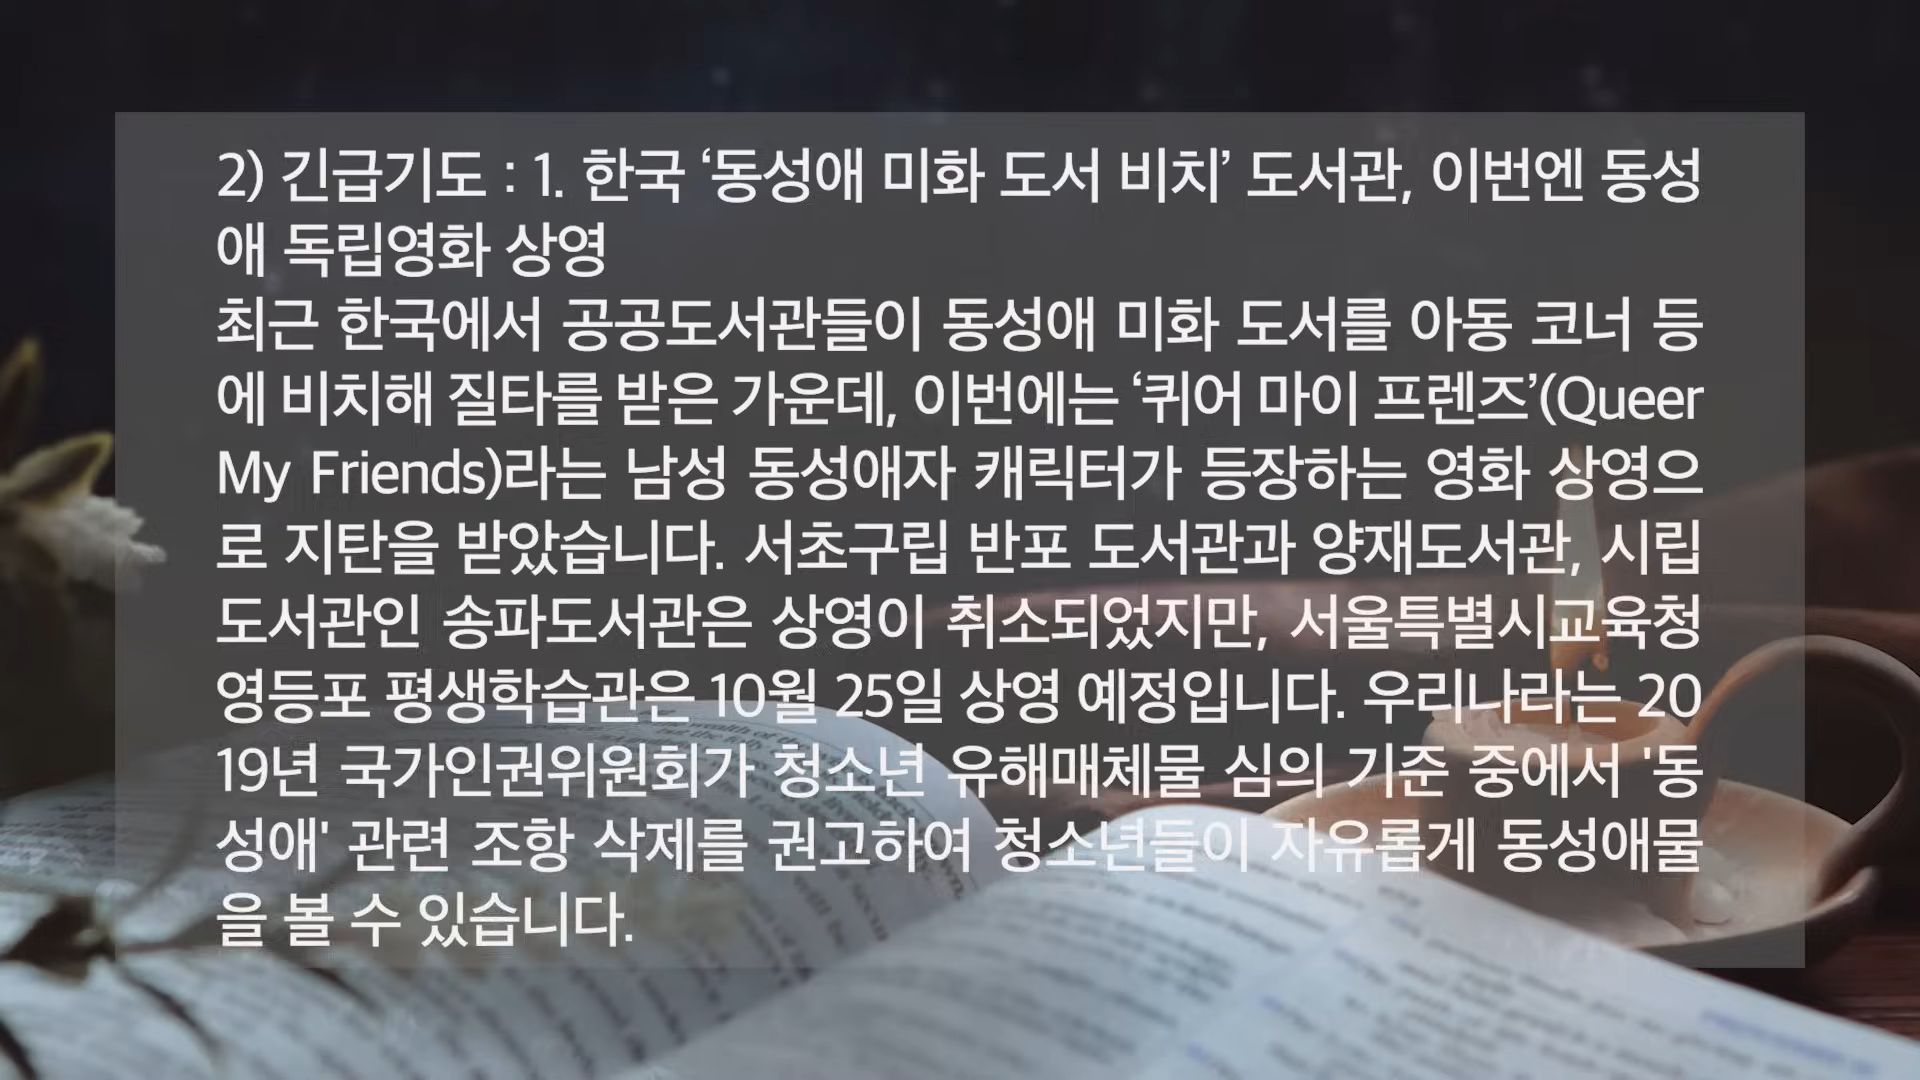 2) 긴급기도 : 1. 한국 ‘동성애 미화 도서 비치’ 도서관, 이번엔 동성
애 독립영화 상영
최근 한국에서 공공도서관들이 동성애 미화 도서를 아동 코너 등
에 비치해 질타를 받은 가운데, 이번에는 ‘퀴어 마이 프렌즈’(Queer
My Friends)라는 남성 동성애자 캐릭터가 등장하는 영화 상영으
로 지탄을 받았습니다. 서초구립 반포 도서관과 양재도서관, 시립
도서관인 송파도서관은 상영이 취소되었지만, 서울특별시교육청
영등포 평생학습관은 10월 25일 상영 예정입니다. 우리나라는 20
19년 국가인권위원회가 청소년 유해매체물 심의 기준 중에서 '동
성애' 관련 조항 삭제를 권고하여 청소년들이 자유롭게 동성애물
을 볼 수 있습니다.